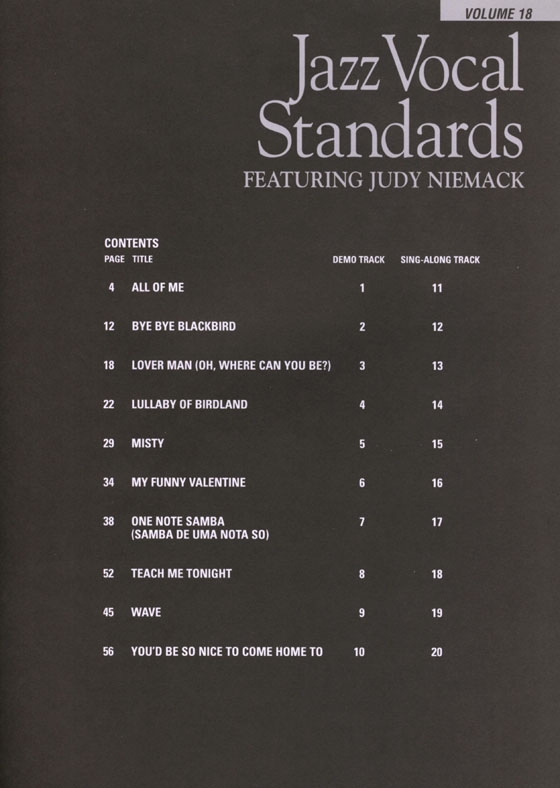 VOLUME 18
Jazz Vocal
Standards
FEATURING JUDY NIEMACK
CONTENTS
PAGE TITLE DEMO TRACK SING-ALONG TRACK
4 ALL OF ME 1 11
12 BYE BYE BLACKBIRD 2 12
18 LOVER MAN (OH, WHERE CAN YOU BE?) 3 13
22 LULLABY OF BIRDLAND 4 14
29 MISTY 5 15
34 MY FUNNY VALENTINE 6 16
38 ONE NOTE SAMBA 7 17
(SAMBA DE UMA NOTA SO)
52 TEACH ME TONIGHT 8 18
45 WAVE 9 19
56 YOU'D BE SO NICE TO COME HOME TO 10 20